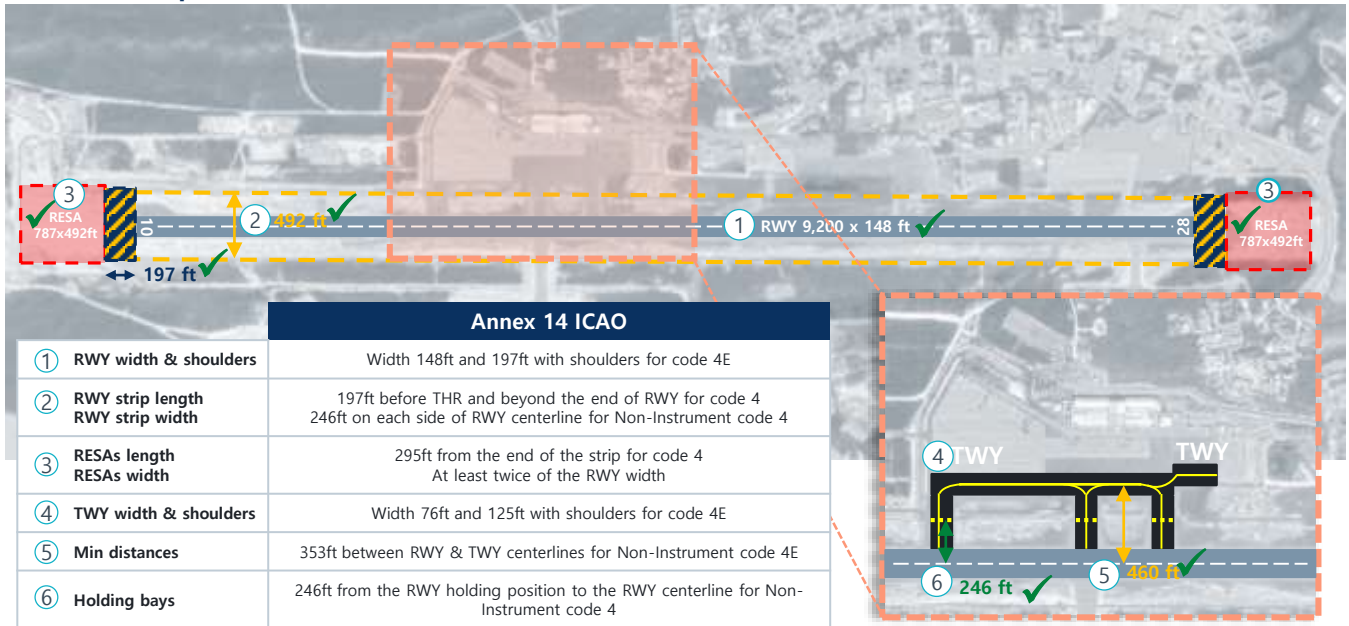 3
RESA
787x492ft
10
197 ft
2
492 ft
1
RWY 9,200 x 148 ft
28
3
RESA
787x492ft
Annex 14 ICAO
1 RWY width & shoulders
Width 148ft and 197ft with shoulders for code 4E
2 RWY strip length
RWY strip width
197ft before THR and beyond the end of RWY for code 4
246ft on each side of RWY centerline for Non-Instrument code 4
3 RESAs length
RESAs width
295ft from the end of the strip for code 4
At least twice of the RWY width
4 TWY width & shoulders
Width 76ft and 125ft with shoulders for code 4E
5 Min distances
353ft between RWY & TWY centerlines for Non-Instrument code 4E
6 Holding bays
246ft from the RWY holding position to the RWY centerline for Non-
Instrument code 4
4
TWY
TWY
6
246 ft
5
460 ft